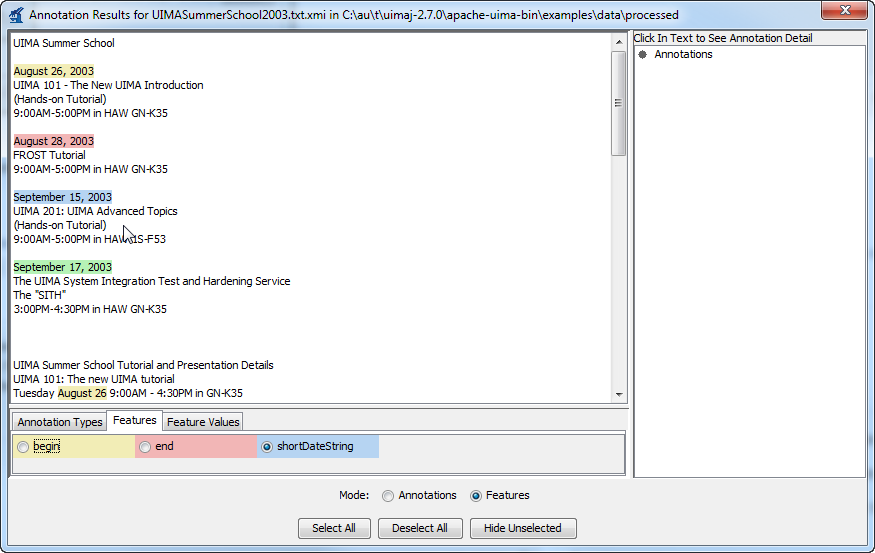 Annotation Results for UIMASummerSchool2003.txt.xmi in C:\au\t\uimaj-2.7.0\apache-uima-bin\examples\data\processed
UIMA Summer School
August 26, 2003
UIMA 101 - The New UIMA Introduction
(Hands-on Tutorial)
9:00AM-5:00PM in HAW GN-K35
August 28, 2003
FROST Tutorial
9:00AM-5:00PM in HAW GN-K35
September 15, 2003
UIMA 201: UIMA Advanced Topics
(Hands-on Tutorial)
9:00AM-5:00PM in HAW 1S-F53
September 17, 2003
The UIMA System Integration Test and Hardening Service
The "SITH"
3:00PM-4:30PM in HAW GN-K35
UIMA Summer School Tutorial and Presentation Details
UIMA 101: The new UIMA tutorial
Tuesday August 26 9:00AM - 4:30PM in GN-K35
Click In Text to See Annotation Detail
Annotations
Annotation Types Features Feature Values
begin end shortDateString
Mode: Annotations Features
Select All Deselect All Hide Unselected